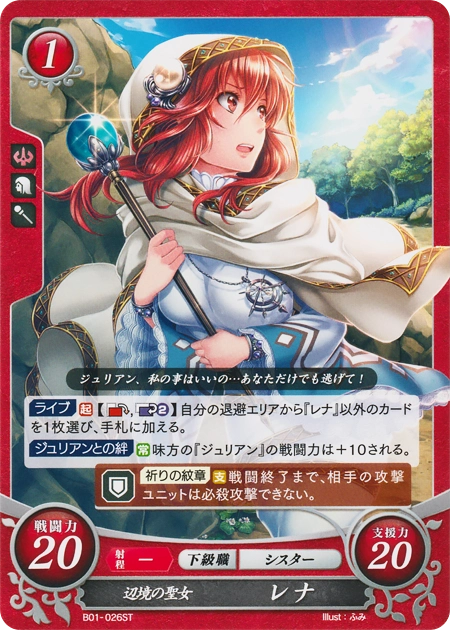 1
ジュリアン、私の事はいいの…あなただけでも逃げて!
ライブ 起【 , 2】自分の退避エリアから『レナ』以外のカード
を1枚選び、手札に加える。
ジュリアンとの絆 常 味方の『ジュリアン』の戦闘力は+10される。
祈りの紋章 支 戦闘終了まで、相手の攻撃
ユニットは必殺攻撃できない。
戦闘力
20
射程 一 下級職 シスター
支援力
20
辺境の聖女 レナ
B01-026ST Illust:ふみ